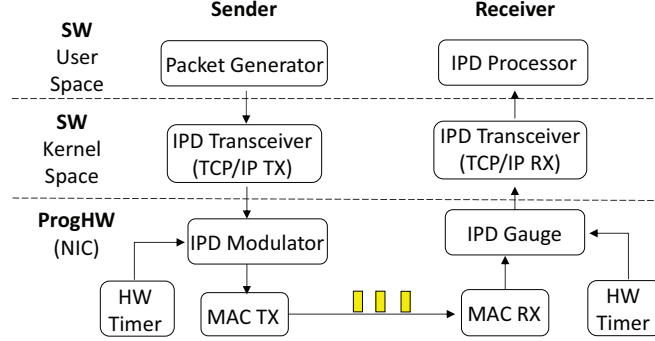 Sender
Receiver
SW
User
Space
Packet Generator
IPD Processor
SW
Kernel
Space
IPD Transceiver
(TCP/IP TX)
IPD Transceiver
(TCP/IP RX)
ProgHW
(NIC)
IPD Modulator
IPD Gauge
HW
Timer
MAC TX
MAC RX
HW
Timer